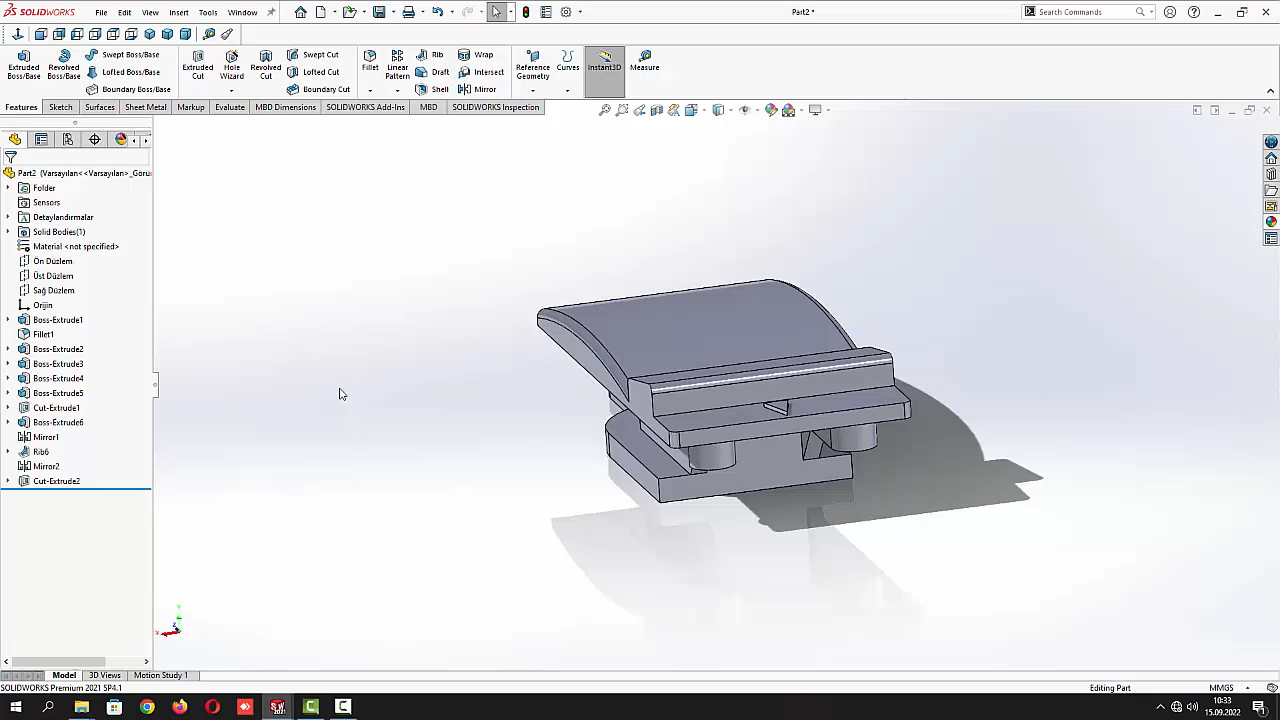 SOLIDWORKS
File
Edit
View
Insert
Tools
Window
Part2 *
Search Commands
Extruded Boss/Base
Revolved Boss/Base
Swept Boss/Base
Lofted Boss/Base
Boundary Boss/Base
Extruded Cut
Hole Wizard
Revolved Cut
Swept Cut
Lofted Cut
Boundary Cut
Fillet
Linear Pattern
Rib
Draft
Shell
Wrap
Intersect
Mirror
Reference Geometry
Curves
Instant3D
Measure
Features
Sketch
Surfaces
Sheet Metal
Markup
Evaluate
MBD Dimensions
SOLIDWORKS Add-Ins
MBD
SOLIDWORKS Inspection
Part2 (Varsayılan<<Varsayılan>_Görü
Folder
Sensors
Detaylandırmalar
Solid Bodies(1)
Material <not specified>
Ön Düzlem
Üst Düzlem
Sağ Düzlem
Orijin
Boss-Extrude1
Fillet1
Boss-Extrude2
Boss-Extrude3
Boss-Extrude4
Boss-Extrude5
Cut-Extrude1
Boss-Extrude6
Mirror1
Rib6
Mirror2
Cut-Extrude2
Model
3D Views
Motion Study 1
SOLIDWORKS Premium 2021 SP4.1
Editing Part
MMGS
10:33
15.09.2022